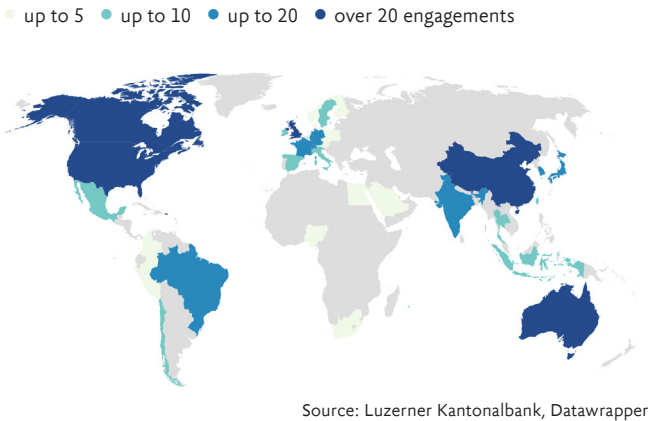 up to 5 up to 10 up to 20 over 20 engagements
Source: Luzerner Kantonalbank, Datawrapper